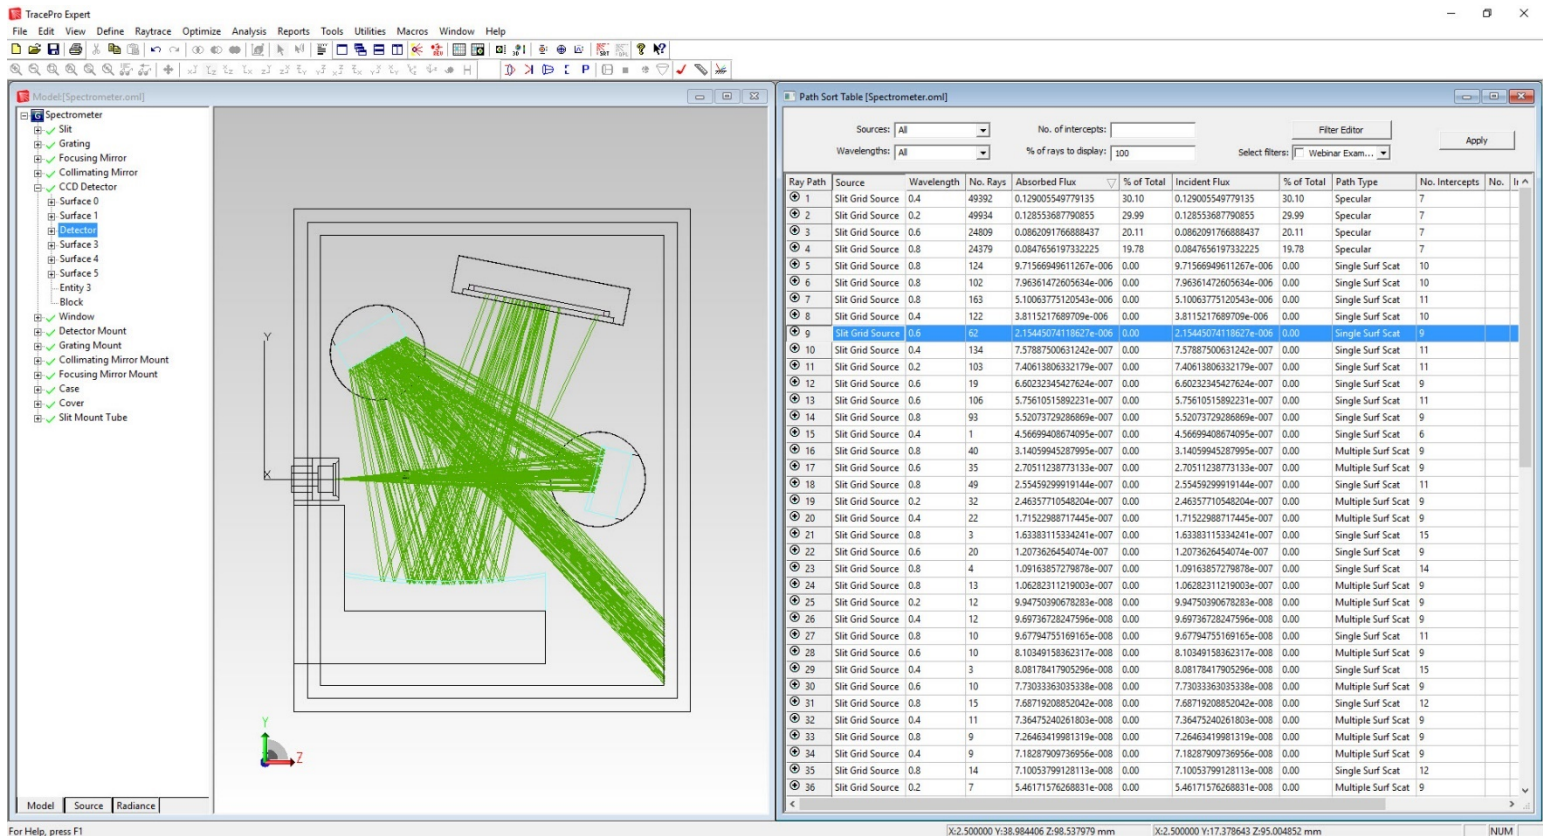 TracePro Expert
File Edit View Define Raytrace Optimize Analysis Reports Tools Utilities Macros Window Help
Model:[Spectrometer.oml]
Spectrometer
Slit
Grating
Focusing Mirror
Collimating Mirror
CCD Detector
Surface 0
Surface 1
Detector
Surface 3
Surface 4
Surface 5
Entity 3
Block
Window
Detector Mount
Grating Mount
Collimating Mirror Mount
Focusing Mirror Mount
Case
Cover
Slit Mount Tube
Y
X
Y
Z
Model Source Radiance
Path Sort Table [Spectrometer.oml]
Sources: All No. of intercepts: Filter Editor Apply
Wavelengths: All % of rays to display: 100 Select filters: Webinar Exam...
Ray Path Source Wavelength No. Rays Absorbed Flux % of Total Incident Flux % of Total Path Type No. Intercepts No.
1 Slit Grid Source 0.4 49392 0.129005549779135 30.10 0.129005549779135 30.10 Specular 7
2 Slit Grid Source 0.2 49934 0.128553687790855 29.99 0.128553687790855 29.99 Specular 7
3 Slit Grid Source 0.6 24809 0.0862091766888437 20.11 0.0862091766888437 20.11 Specular 7
4 Slit Grid Source 0.8 24379 0.0847656197332225 19.78 0.0847656197332225 19.78 Specular 7
5 Slit Grid Source 0.8 124 9.71566949611267e-006 0.00 9.71566949611267e-006 0.00 Single Surf Scat 10
6 Slit Grid Source 0.8 102 7.96361472605634e-006 0.00 7.96361472605634e-006 0.00 Single Surf Scat 10
7 Slit Grid Source 0.8 163 5.10063775120543e-006 0.00 5.10063775120543e-006 0.00 Single Surf Scat 11
8 Slit Grid Source 0.4 122 3.8115217689709e-006 0.00 3.8115217689709e-006 0.00 Single Surf Scat 10
9 Slit Grid Source 0.6 62 2.15445074118627e-006 0.00 2.15445074118627e-006 0.00 Single Surf Scat 9
10 Slit Grid Source 0.4 134 7.57887500631242e-007 0.00 7.57887500631242e-007 0.00 Single Surf Scat 11
11 Slit Grid Source 0.2 103 7.40613806332179e-007 0.00 7.40613806332179e-007 0.00 Single Surf Scat 11
12 Slit Grid Source 0.6 19 6.60232345427624e-007 0.00 6.60232345427624e-007 0.00 Single Surf Scat 9
13 Slit Grid Source 0.6 106 5.75610515892231e-007 0.00 5.75610515892231e-007 0.00 Single Surf Scat 11
14 Slit Grid Source 0.8 93 5.52073729286869e-007 0.00 5.52073729286869e-007 0.00 Single Surf Scat 9
15 Slit Grid Source 0.4 1 4.56699408674095e-007 0.00 4.56699408674095e-007 0.00 Single Surf Scat 6
16 Slit Grid Source 0.8 40 3.14059945287995e-007 0.00 3.14059945287995e-007 0.00 Multiple Surf Scat 9
17 Slit Grid Source 0.6 35 2.70511238773133e-007 0.00 2.70511238773133e-007 0.00 Multiple Surf Scat 9
18 Slit Grid Source 0.8 49 2.55459299919144e-007 0.00 2.55459299919144e-007 0.00 Single Surf Scat 11
19 Slit Grid Source 0.2 32 2.46357710548204e-007 0.00 2.46357710548204e-007 0.00 Multiple Surf Scat 9
20 Slit Grid Source 0.4 22 1.71522988717445e-007 0.00 1.71522988717445e-007 0.00 Multiple Surf Scat 9
21 Slit Grid Source 0.8 3 1.63383115334241e-007 0.00 1.63383115334241e-007 0.00 Single Surf Scat 15
22 Slit Grid Source 0.6 20 1.2073626454074e-007 0.00 1.2073626454074e-007 0.00 Single Surf Scat 9
23 Slit Grid Source 0.8 4 1.09163857279878e-007 0.00 1.09163857279878e-007 0.00 Single Surf Scat 14
24 Slit Grid Source 0.8 13 1.06282311219003e-007 0.00 1.06282311219003e-007 0.00 Multiple Surf Scat 9
25 Slit Grid Source 0.2 12 9.94750390678283e-008 0.00 9.94750390678283e-008 0.00 Multiple Surf Scat 9
26 Slit Grid Source 0.4 12 9.69736728247596e-008 0.00 9.69736728247596e-008 0.00 Multiple Surf Scat 9
27 Slit Grid Source 0.8 10 9.67794755169165e-008 0.00 9.67794755169165e-008 0.00 Single Surf Scat 11
28 Slit Grid Source 0.6 10 8.10349158362317e-008 0.00 8.10349158362317e-008 0.00 Multiple Surf Scat 9
29 Slit Grid Source 0.4 3 8.08178417905296e-008 0.00 8.08178417905296e-008 0.00 Single Surf Scat 15
30 Slit Grid Source 0.6 10 7.73033363035338e-008 0.00 7.73033363035338e-008 0.00 Multiple Surf Scat 9
31 Slit Grid Source 0.8 15 7.68719208852042e-008 0.00 7.68719208852042e-008 0.00 Single Surf Scat 12
32 Slit Grid Source 0.4 11 7.36475240261803e-008 0.00 7.36475240261803e-008 0.00 Multiple Surf Scat 9
33 Slit Grid Source 0.8 9 7.26463419981319e-008 0.00 7.26463419981319e-008 0.00 Multiple Surf Scat 9
34 Slit Grid Source 0.4 9 7.18287909736956e-008 0.00 7.18287909736956e-008 0.00 Multiple Surf Scat 9
35 Slit Grid Source 0.8 14 7.10053799128113e-008 0.00 7.10053799128113e-008 0.00 Single Surf Scat 12
36 Slit Grid Source 0.2 7 5.46171576268831e-008 0.00 5.46171576268831e-008 0.00 Multiple Surf Scat 9
For Help, press F1 X:2.500000 Y:38.984406 Z:98.537979 mm X:2.500000 Y:17.378643 Z:95.004852 mm NUM